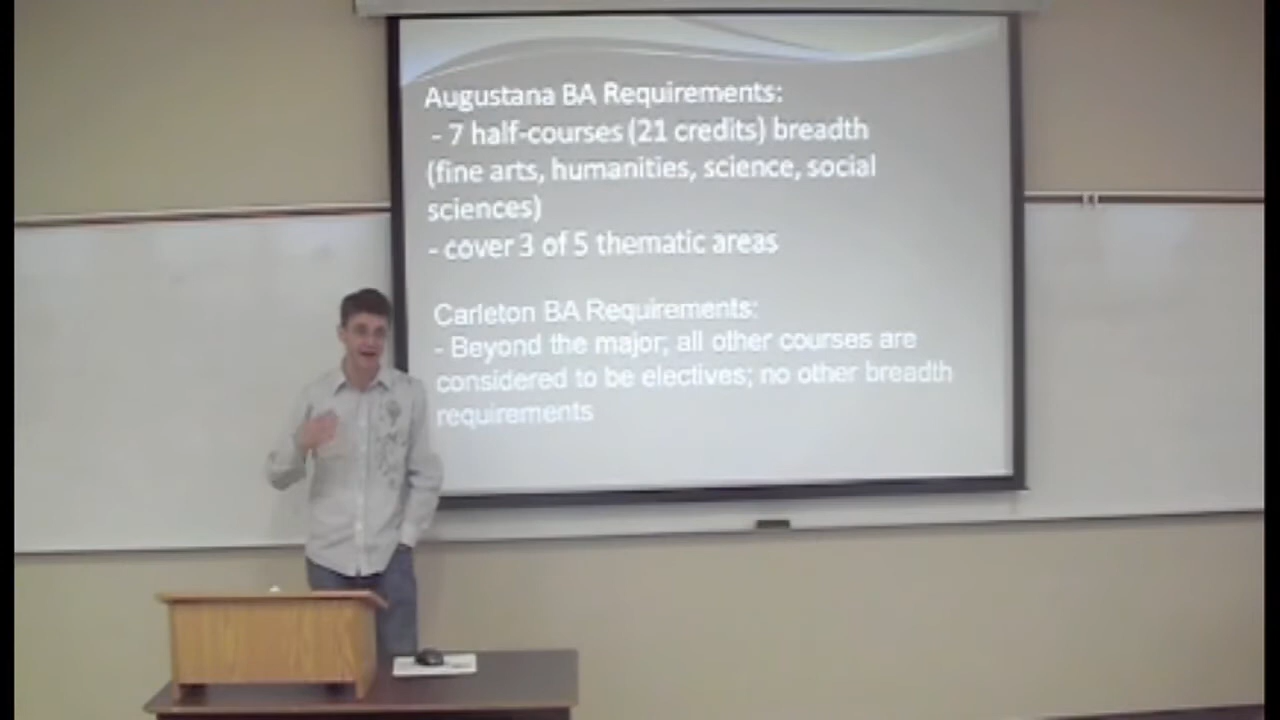 Augustana BA Requirements:
- 7 half-courses (21 credits) breadth
(fine arts, humanities, science, social
sciences)
- cover 3 of 5 thematic areas
Carleton BA Requirements:
- Beyond the major; all other courses are
considered to be electives; no other breadth
requirements